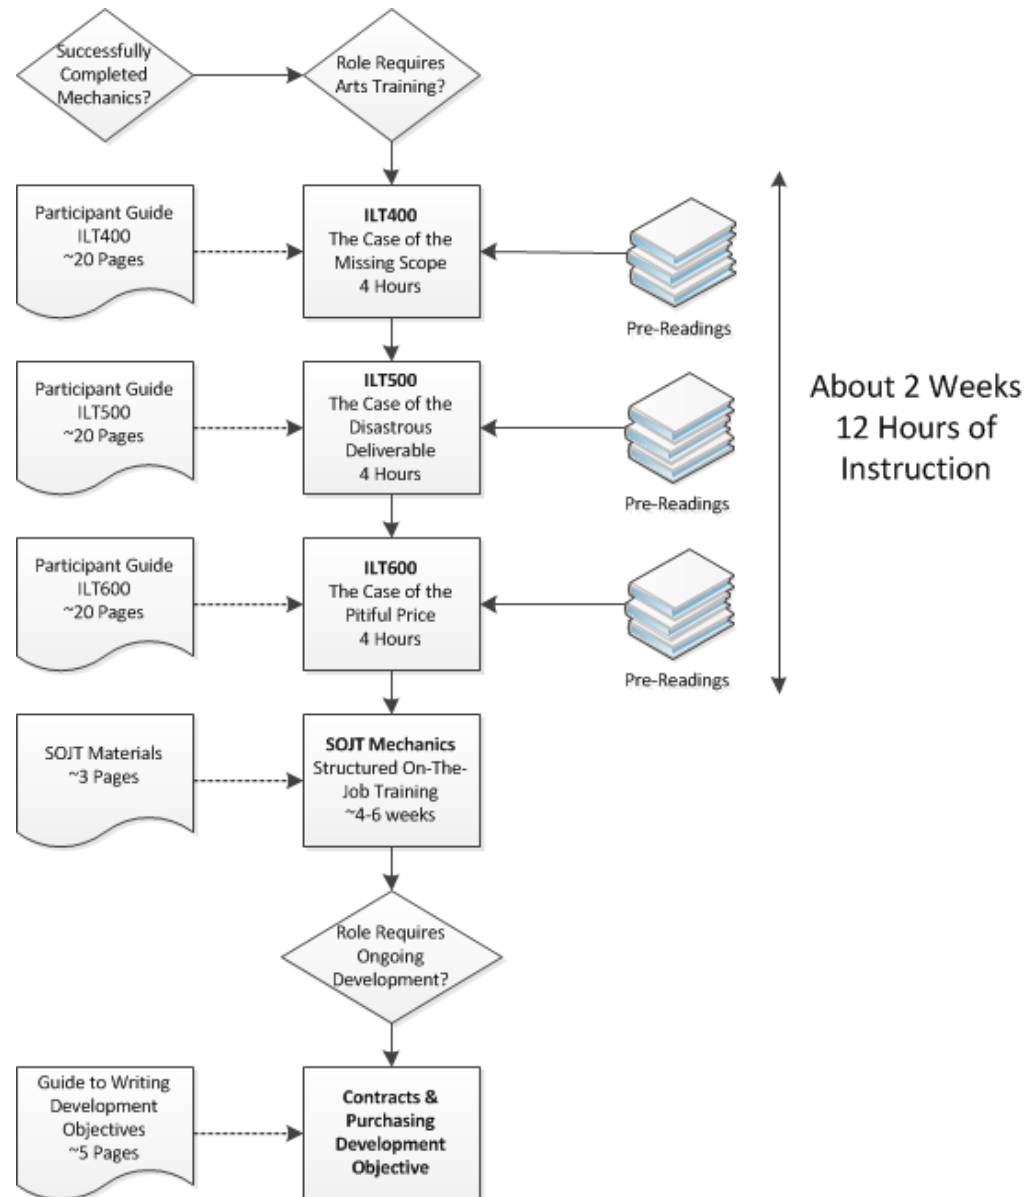 Successfully
Completed
Mechanics?
Role Requires
Arts Training?
Participant Guide
ILT400
~20 Pages
ILT400
The Case of the
Missing Scope
4 Hours
Pre-Readings
Participant Guide
ILT500
~20 Pages
ILT500
The Case of the
Disastrous
Deliverable
4 Hours
Pre-Readings
About 2 Weeks
12 Hours of
Instruction
Participant Guide
ILT600
~20 Pages
ILT600
The Case of the
Pitiful Price
4 Hours
Pre-Readings
SOJT Materials
~3 Pages
SOJT Mechanics
Structured On-The-
Job Training
~4-6 weeks
Role Requires
Ongoing
Development?
Guide to Writing
Development
Objectives
~5 Pages
Contracts &
Purchasing
Development
Objective